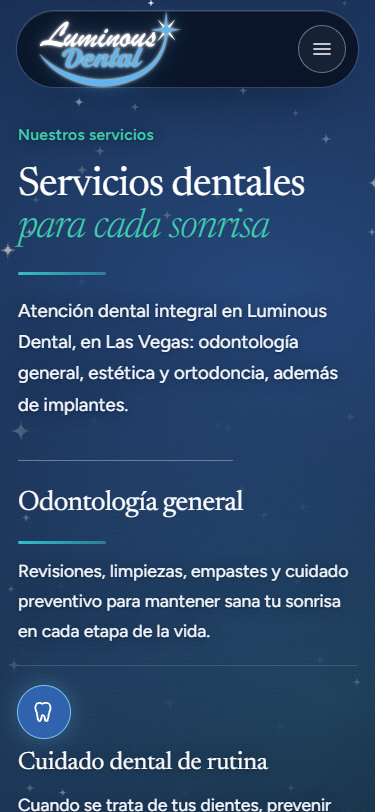 Luminous
Dental
Nuestros servicios
Servicios dentales
para cada sonrisa
Atención dental integral en Luminous
Dental, en Las Vegas: odontología
general, estética y ortodoncia, además
de implantes.
Odontología general
Revisiones, limpiezas, empastes y cuidado
preventivo para mantener sana tu sonrisa
en cada etapa de la vida.
Cuidado dental de rutina
Cuando se trata de tus dientes, prevenir